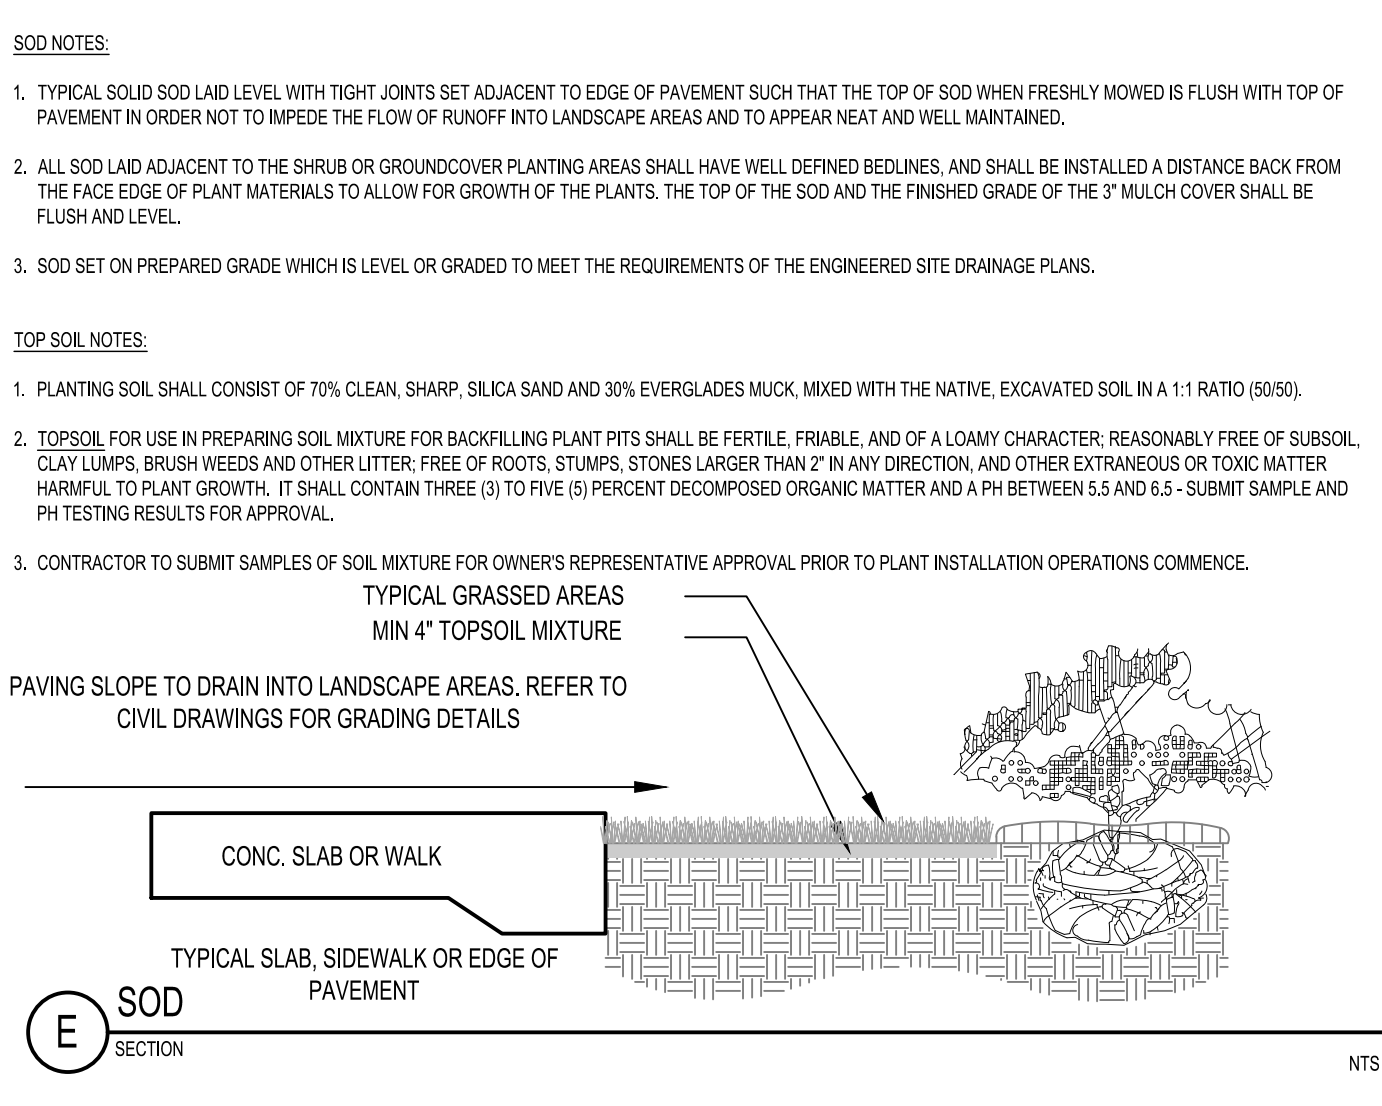 SOD NOTES:
1. TYPICAL SOLID SOD LAID LEVEL WITH TIGHT JOINTS SET ADJACENT TO EDGE OF PAVEMENT SUCH THAT THE TOP OF SOD WHEN FRESHLY MOWED IS FLUSH WITH TOP OF
PAVEMENT IN ORDER NOT TO IMPEDE THE FLOW OF RUNOFF INTO LANDSCAPE AREAS AND TO APPEAR NEAT AND WELL MAINTAINED.
2. ALL SOD LAID ADJACENT TO THE SHRUB OR GROUNDCOVER PLANTING AREAS SHALL HAVE WELL DEFINED BEDLINES, AND SHALL BE INSTALLED A DISTANCE BACK FROM
THE FACE EDGE OF PLANT MATERIALS TO ALLOW FOR GROWTH OF THE PLANTS. THE TOP OF THE SOD AND THE FINISHED GRADE OF THE 3" MULCH COVER SHALL BE
FLUSH AND LEVEL.
3. SOD SET ON PREPARED GRADE WHICH IS LEVEL OR GRADED TO MEET THE REQUIREMENTS OF THE ENGINEERED SITE DRAINAGE PLANS.
TOP SOIL NOTES:
1. PLANTING SOIL SHALL CONSIST OF 70% CLEAN, SHARP, SILICA SAND AND 30% EVERGLADES MUCK, MIXED WITH THE NATIVE, EXCAVATED SOIL IN A 1:1 RATIO (50/50).
2. TOPSOIL FOR USE IN PREPARING SOIL MIXTURE FOR BACKFILLING PLANT PITS SHALL BE FERTILE, FRIABLE, AND OF A LOAMY CHARACTER; REASONABLY FREE OF SUBSOIL,
CLAY LUMPS, BRUSH WEEDS AND OTHER LITTER; FREE OF ROOTS, STUMPS, STONES LARGER THAN 2" IN ANY DIRECTION, AND OTHER EXTRANEOUS OR TOXIC MATTER
HARMFUL TO PLANT GROWTH. IT SHALL CONTAIN THREE (3) TO FIVE (5) PERCENT DECOMPOSED ORGANIC MATTER AND A PH BETWEEN 5.5 AND 6.5 - SUBMIT SAMPLE AND
PH TESTING RESULTS FOR APPROVAL.
3. CONTRACTOR TO SUBMIT SAMPLES OF SOIL MIXTURE FOR OWNER'S REPRESENTATIVE APPROVAL PRIOR TO PLANT INSTALLATION OPERATIONS COMMENCE.
TYPICAL GRASSED AREAS
MIN 4" TOPSOIL MIXTURE
PAVING SLOPE TO DRAIN INTO LANDSCAPE AREAS. REFER TO
CIVIL DRAWINGS FOR GRADING DETAILS
CONC. SLAB OR WALK
TYPICAL SLAB, SIDEWALK OR EDGE OF
PAVEMENT
E
SOD
SECTION
NTS